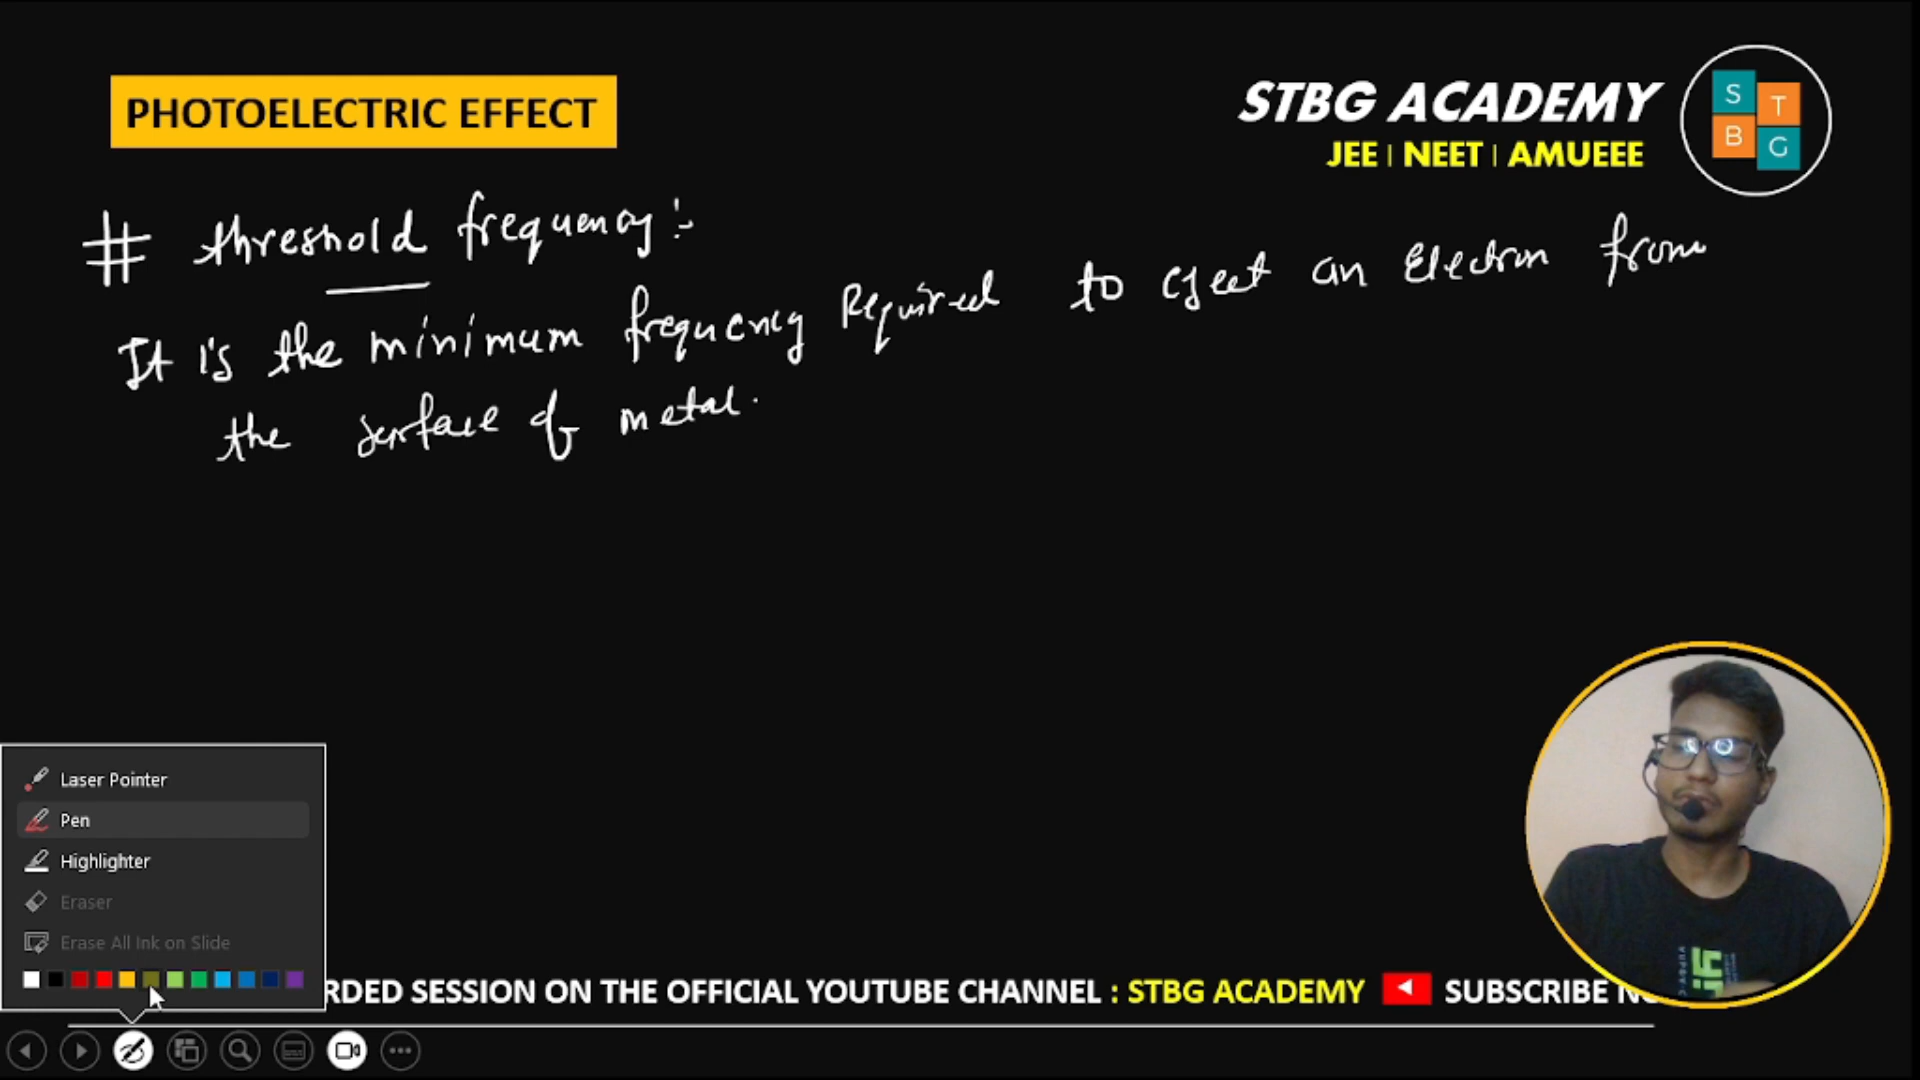 PHOTOELECTRIC EFFECT
STBG ACADEMY
JEE | NEET | AMUEEE
S T
B G
# threshold frequency:-
It is the minimum frequency Required to eject an Electron from
the surface of metal.
Laser Pointer
Pen
Highlighter
Eraser
Erase All Ink on Slide
RDED SESSION ON THE OFFICIAL YOUTUBE CHANNEL : STBG ACADEMY SUBSCRIBE